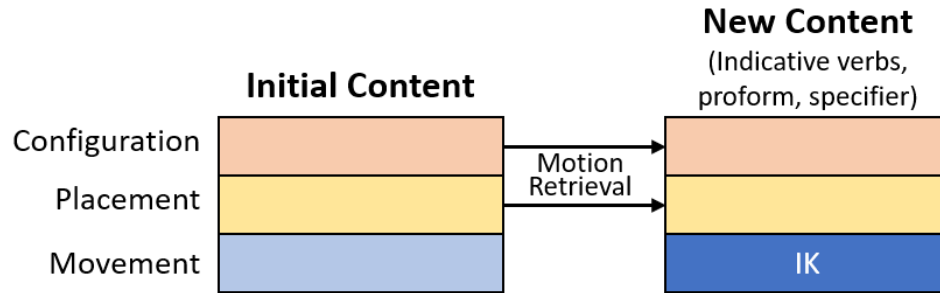 New Content
(Indicative verbs,
proform, specifier)
Initial Content
Configuration
Motion
Retrieval
Placement
Movement
IK